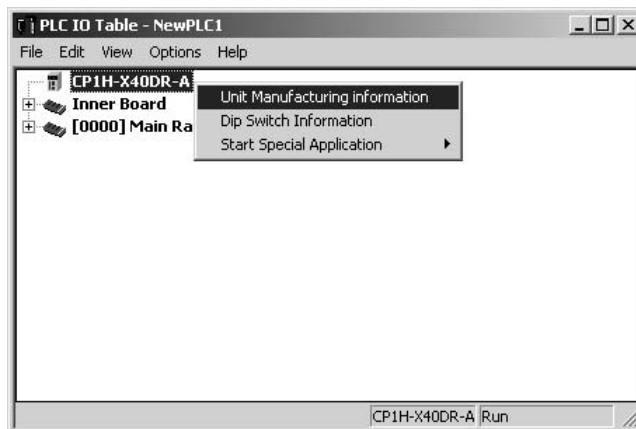 PLC IO Table - NewPLC1
File Edit View Options Help
CP1H-X40DR-A
Inner Board
[0000] Main Ra
Unit Manufacturing information
Dip Switch Information
Start Special Application
CP1H-X40DR-A Run